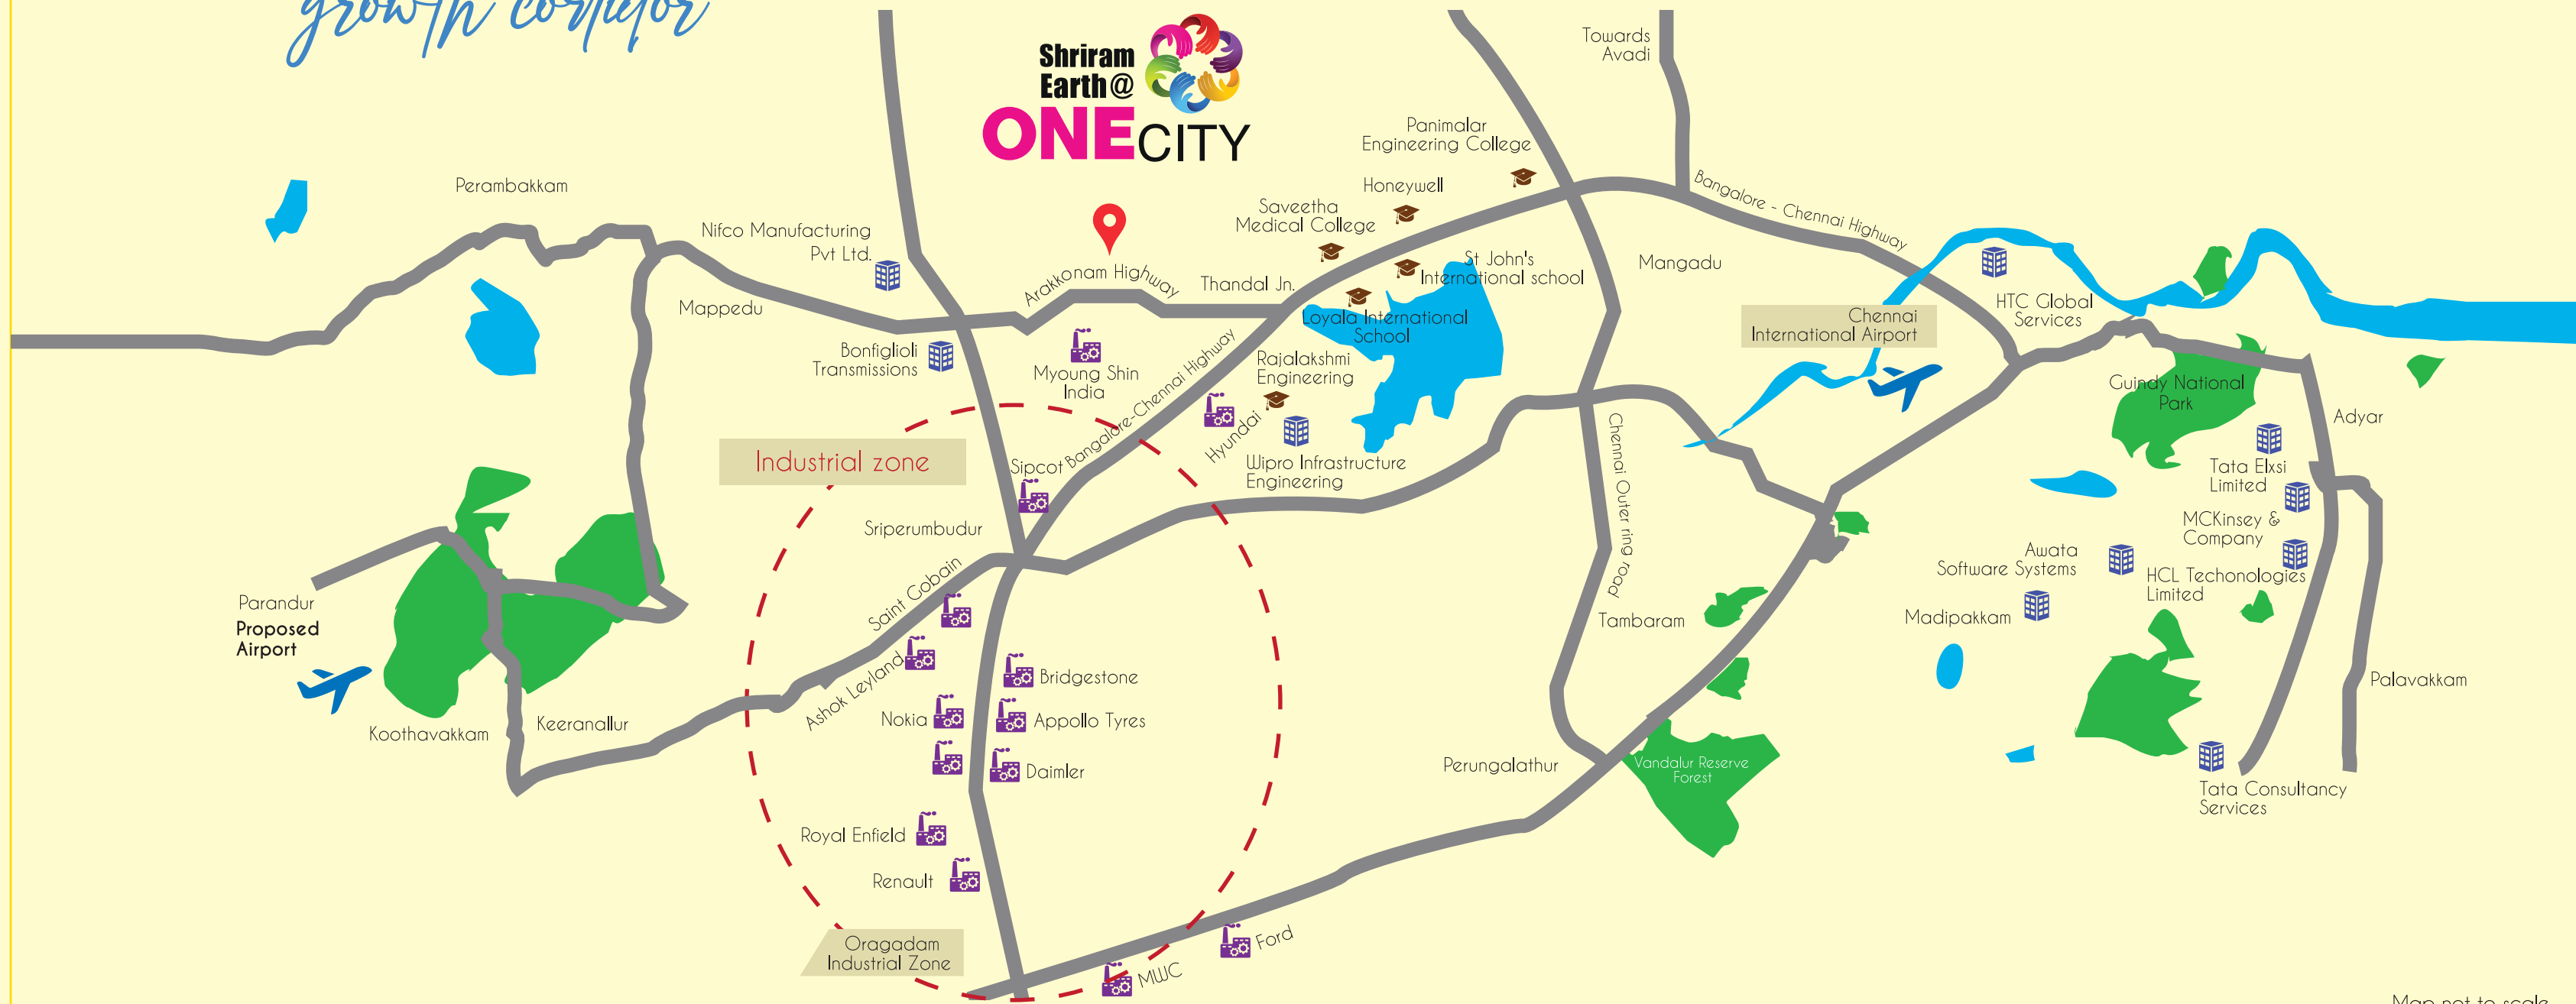 growth corridor
Shriram
Earth@
ONECITY
Towards
Avadi
Panimalar
Engineering College
Honeywell
Saveetha
Medical College
Perambakkam
Nifco Manufacturing
Pvt Ltd.
Bangalore - Chennai Highway
Mangadu
St John's
International school
Arakkonam Highway
Thandal Jn.
Mappedu
Loyala International
School
Chennai
International Airport
HTC Global
Services
Bonfiglioli
Transmissions
Myoung Shin
India
Bangalore-Chennai Highway
Rajalakshmi
Engineering
Hyundai
Wipro Infrastructure
Engineering
Guindy National
Park
Adyar
Industrial zone
Sipcot
Chennai Outer ring road
Tata Elxsi
Limited
MCKinsey &
Company
Sriperumbudur
Awata
Software Systems
HCL Techonologies
Limited
Saint Gobain
Parandur
Proposed
Airport
Tambaram
Madipakkam
Ashok Leyland
Bridgestone
Palavakkam
Nokia
Appollo Tyres
Koothavakkam
Keeranallur
Daimler
Perungalathur
Vandalur Reserve
Forest
Tata Consultancy
Services
Royal Enfield
Renault
Oragadam
Industrial Zone
Ford
MWC
Map not to scale